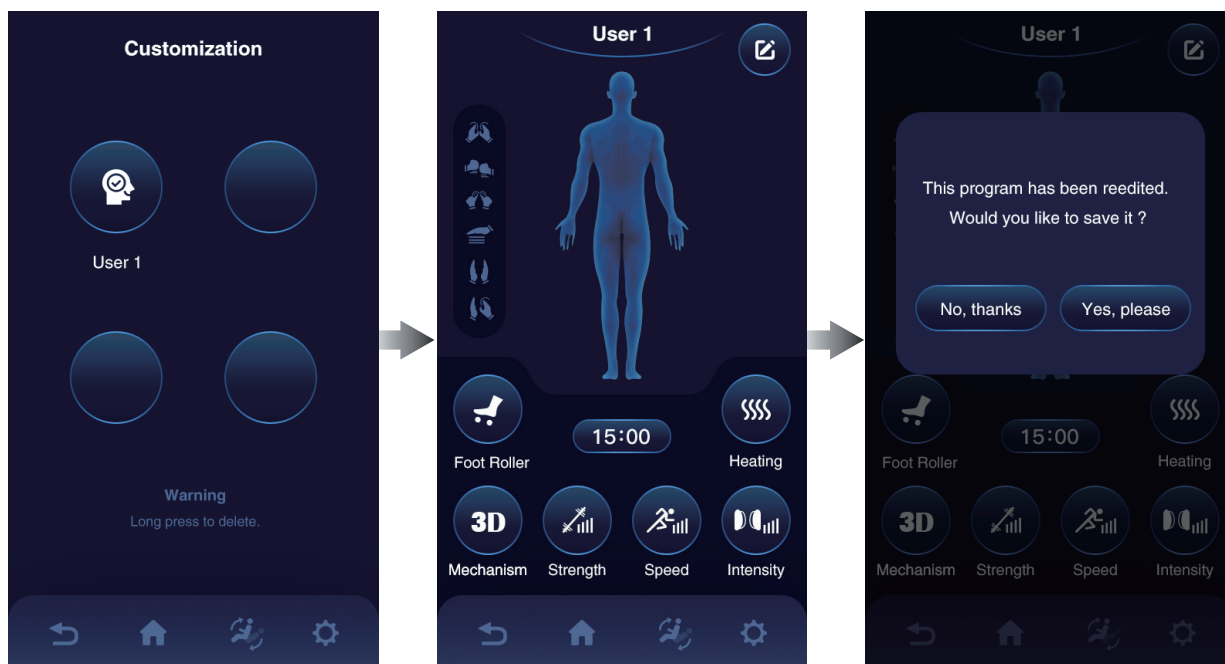 Customization
User 1
Warning
Long press to delete.
User 1
Foot Roller
15:00
Heating
3D
Mechanism
Strength
Speed
Intensity
User 1
This program has been reedited.
Would you like to save it ?
No, thanks
Yes, please
Foot Roller
15:00
Heating
3D
Mechanism
Strength
Speed
Intensity